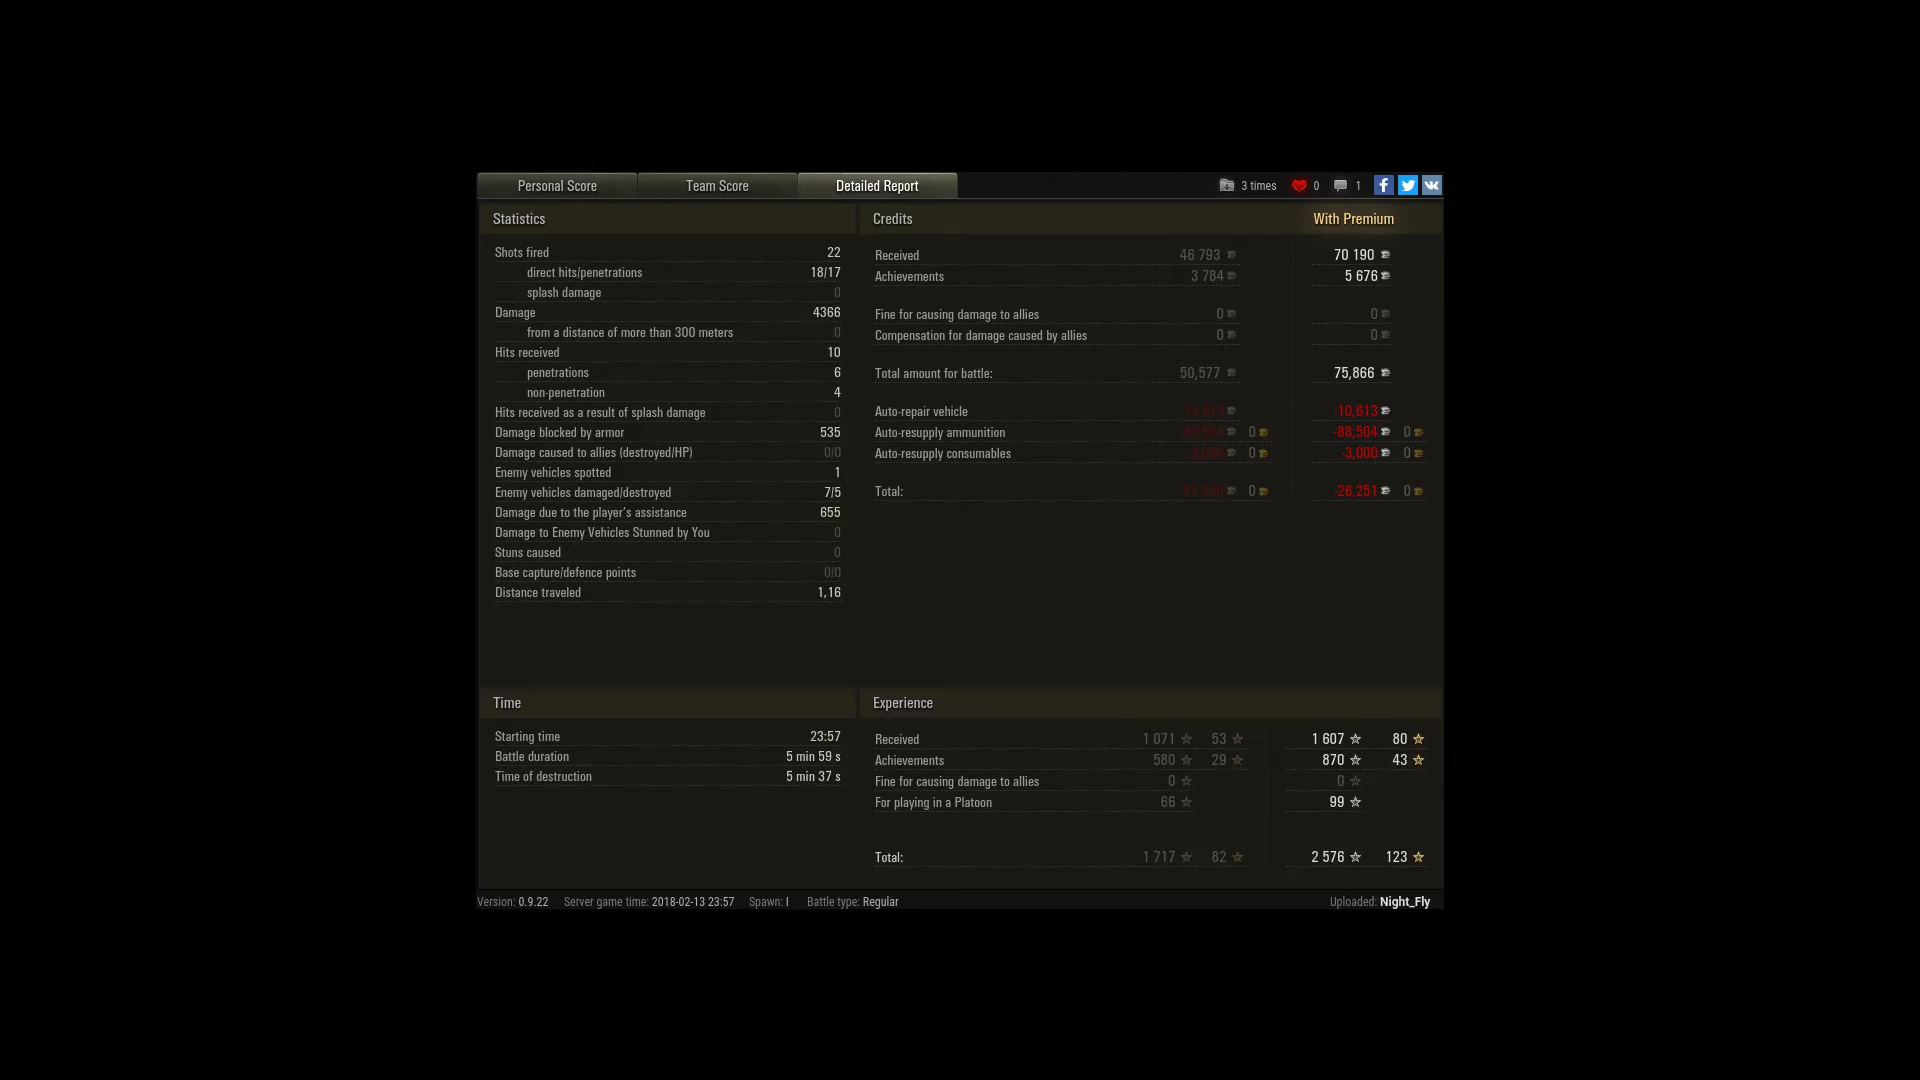 Personal Score Team Score Detailed Report 3 times 0 1
Statistics
Shots fired 22
direct hits/penetrations 18/17
splash damage 0
Damage 4366
from a distance of more than 300 meters 0
Hits received 10
penetrations 6
non-penetration 4
Hits received as a result of splash damage 0
Damage blocked by armor 535
Damage caused to allies (destroyed/HP) 0/0
Enemy vehicles spotted 1
Enemy vehicles damaged/destroyed 7/5
Damage due to the player's assistance 655
Damage to Enemy Vehicles Stunned by You 0
Stuns caused 0
Base capture/defence points 0/0
Distance traveled 1,16
Credits With Premium
Received 46 793 70 190
Achievements 3 784 5 676
Fine for causing damage to allies 0 0
Compensation for damage caused by allies 0 0
Total amount for battle: 50,577 75,866
Auto-repair vehicle -10,613
Auto-resupply ammunition 0 -88,504 0
Auto-resupply consumables 0 -3,000 0
Total: 0 -26,251 0
Time
Starting time 23:57
Battle duration 5 min 59 s
Time of destruction 5 min 37 s
Experience
Received 1 071 53 1 607 80
Achievements 580 29 870 43
Fine for causing damage to allies 0 0
For playing in a Platoon 66 99
Total: 1 717 82 2 576 123
Version: 0.9.22 Server game time: 2018-02-13 23:57 Spawn: I Battle type: Regular Uploaded: Night_Fly